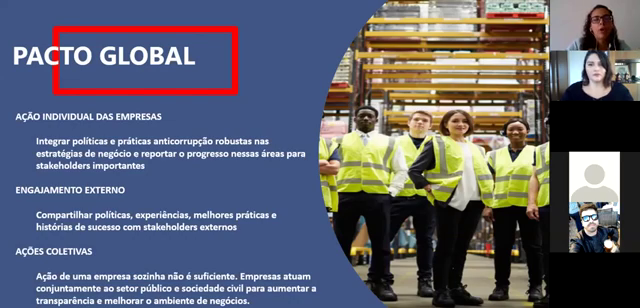 PACTO GLOBAL
AÇÃO INDIVIDUAL DAS EMPRESAS
Integrar políticas e práticas anticorrupção robustas nas
estratégias de negócio e reportar o progresso nessas áreas para
stakeholders importantes
ENGAJAMENTO EXTERNO
Compartilhar políticas, experiências, melhores práticas e
histórias de sucesso com stakeholders externos
AÇÕES COLETIVAS
Ação de uma empresa sozinha não é suficiente. Empresas atuam
conjuntamente ao setor público e sociedade civil para aumentar a
transparência e melhorar o ambiente de negócios.